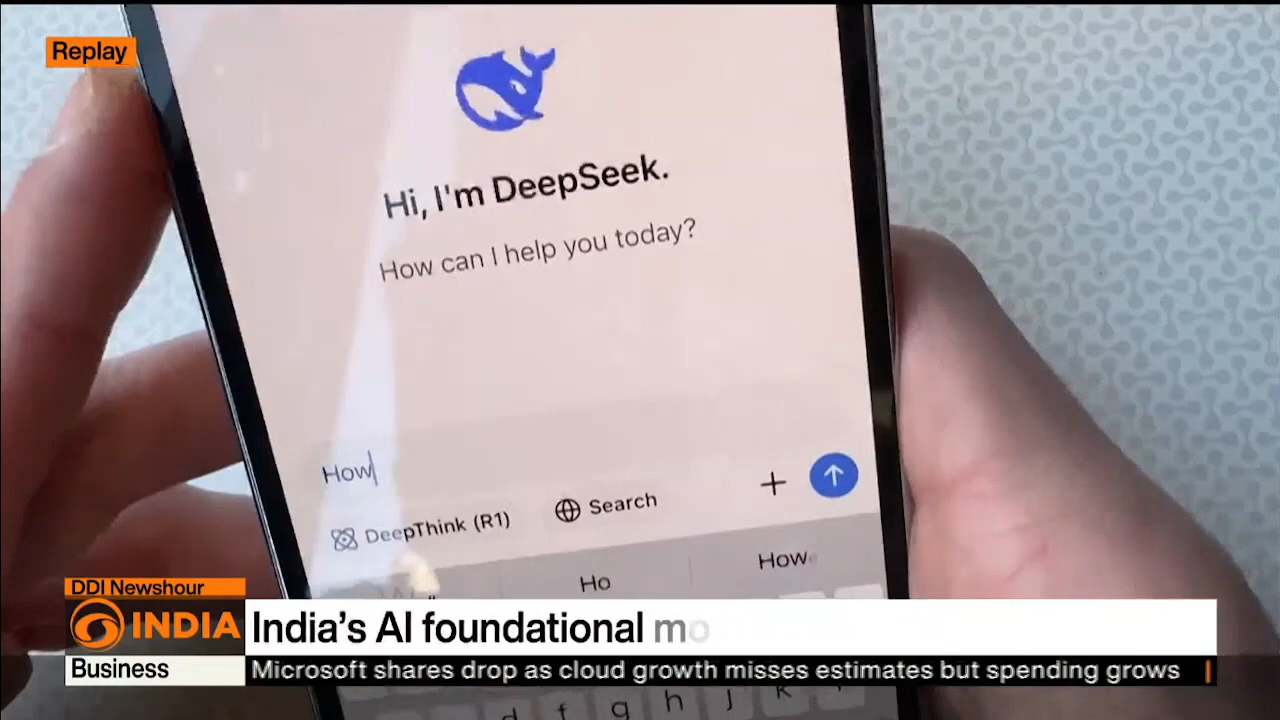 Replay
Hi, I'm DeepSeek.
How can I help you today?
How
DeepThink (R1)
Search
Ho
How
DDI Newshour
INDIA
India's AI foundational mo
Business
Microsoft shares drop as cloud growth misses estimates but spending grows
d f g h j k